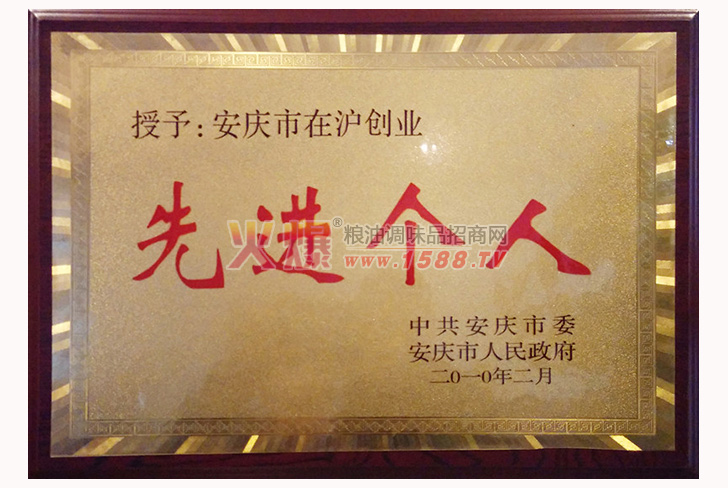 授予：安庆市在沪创业
先进个人
火爆®粮油调味品招商网
www.1588.TV
中共安庆市委
安庆市人民政府
二〇一〇年二月